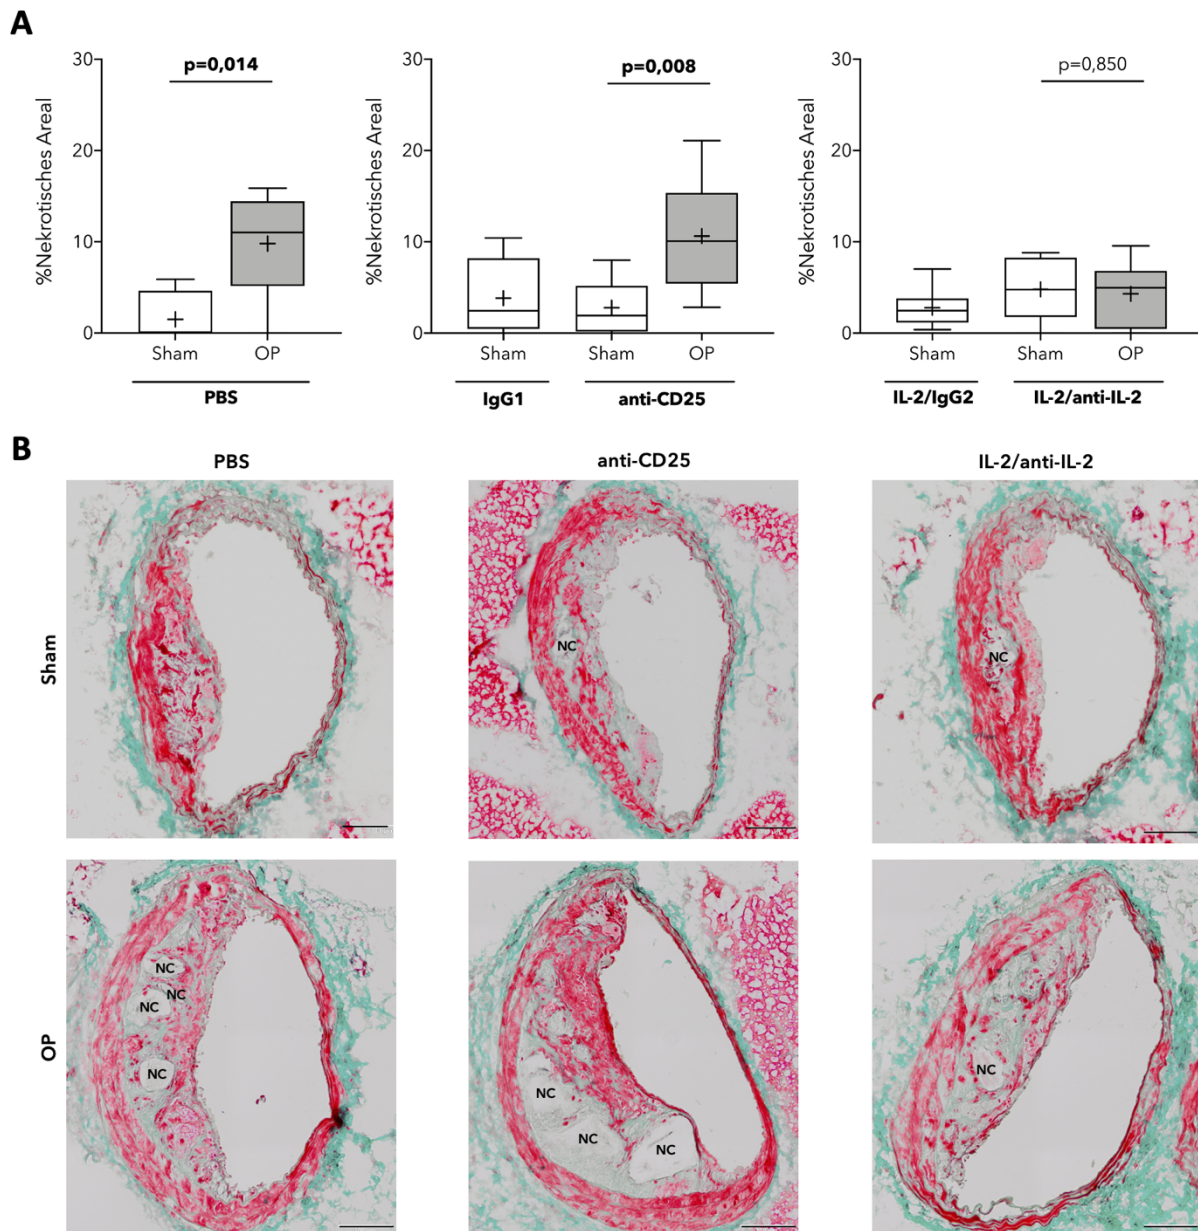 A
p=0,014
30
20
10
0
%Nekrotisches Areal
Sham
OP
PBS
p=0,008
30
20
10
0
%Nekrotisches Areal
Sham
Sham
OP
IgG1
anti-CD25
p=0,850
30
20
10
0
%Nekrotisches Areal
Sham
Sham
OP
IL-2/IgG2
IL-2/anti-IL-2
B
PBS
anti-CD25
IL-2/anti-IL-2
Sham
NC
NC
OP
NC
NC
NC
NC
NC
NC
NC
NC